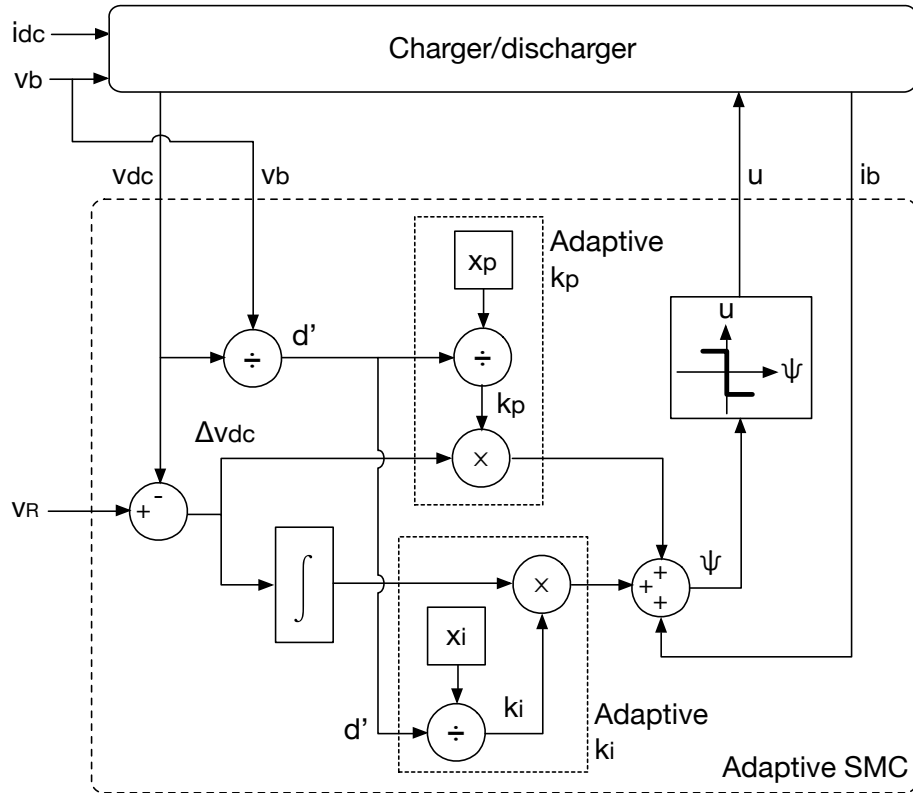 idc
Charger/discharger
vb
vdc
vb
u
ib
Adaptive
kp
xp
÷
d'
÷
kp
u
ψ
Δvdc
x
-
+
vR
∫
x
+
+
+
ψ
xi
÷
ki
d'
Adaptive
ki
Adaptive SMC